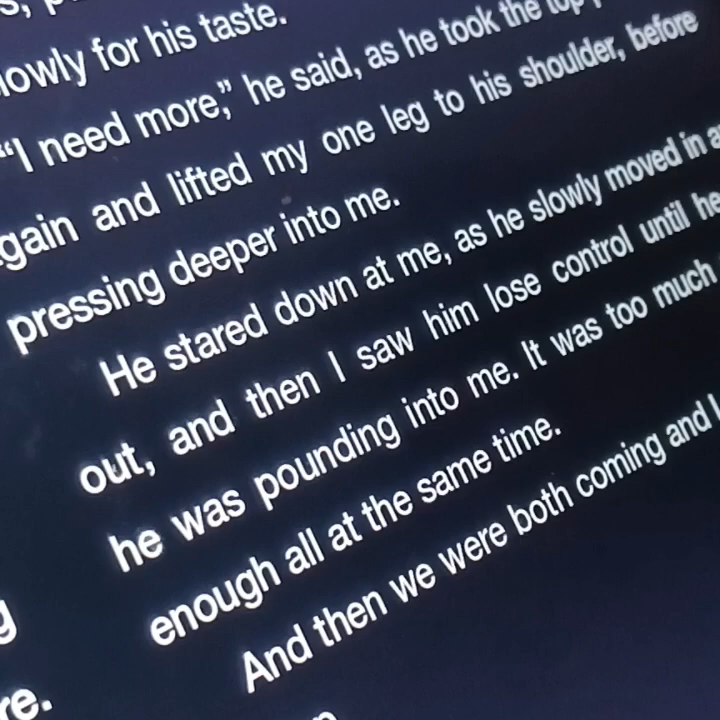 lowly for his taste.
“I need more,” he said, as he took the top
gain and lifted my one leg to his shoulder, before
pressing deeper into me.
He stared down at me, as he slowly moved in a
out, and then I saw him lose control until he
he was pounding into me. It was too much
enough all at the same time.
And then we were both coming and I
g
re.